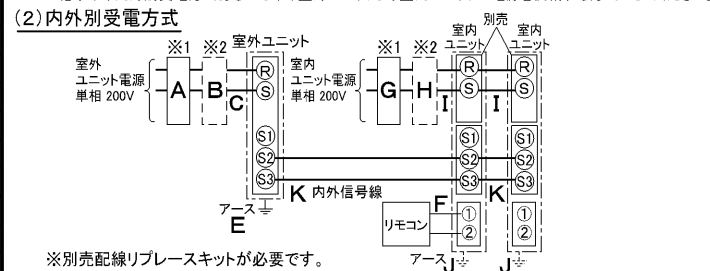 (2)内外別受電方式
別売
※1 ※2 室外ユニット
※1 ※2 室内ユニット 室内ユニット
室外ユニット電源 単相 200V
A B C
R
S
S1
S2
S3
室内ユニット電源 単相 200V
G H I I
R R
S S
S1 S1
S2 S2
S3 S3
K 内外信号線 K
アース
E
リモコン
F
① ①
② ②
アース
J J
※別売配線リプレースキットが必要です。